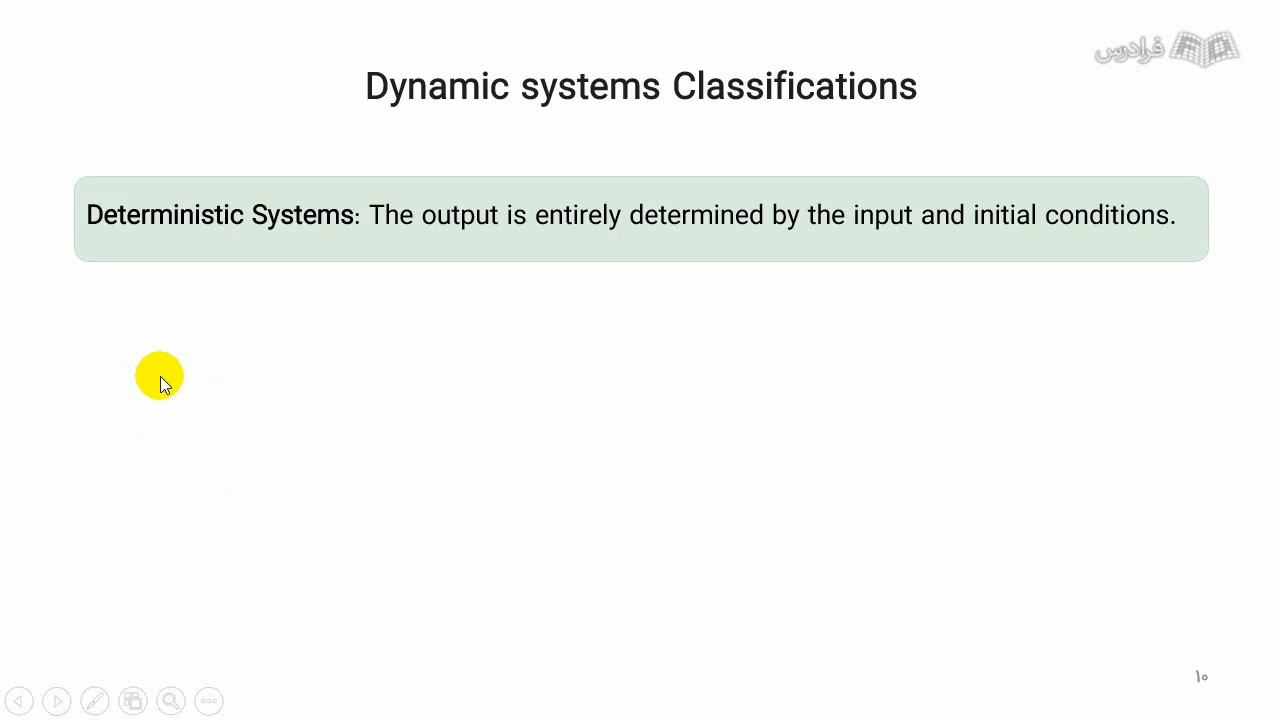 فرادرس
Dynamic systems Classifications
Deterministic Systems: The output is entirely determined by the input and initial conditions.
۱۰